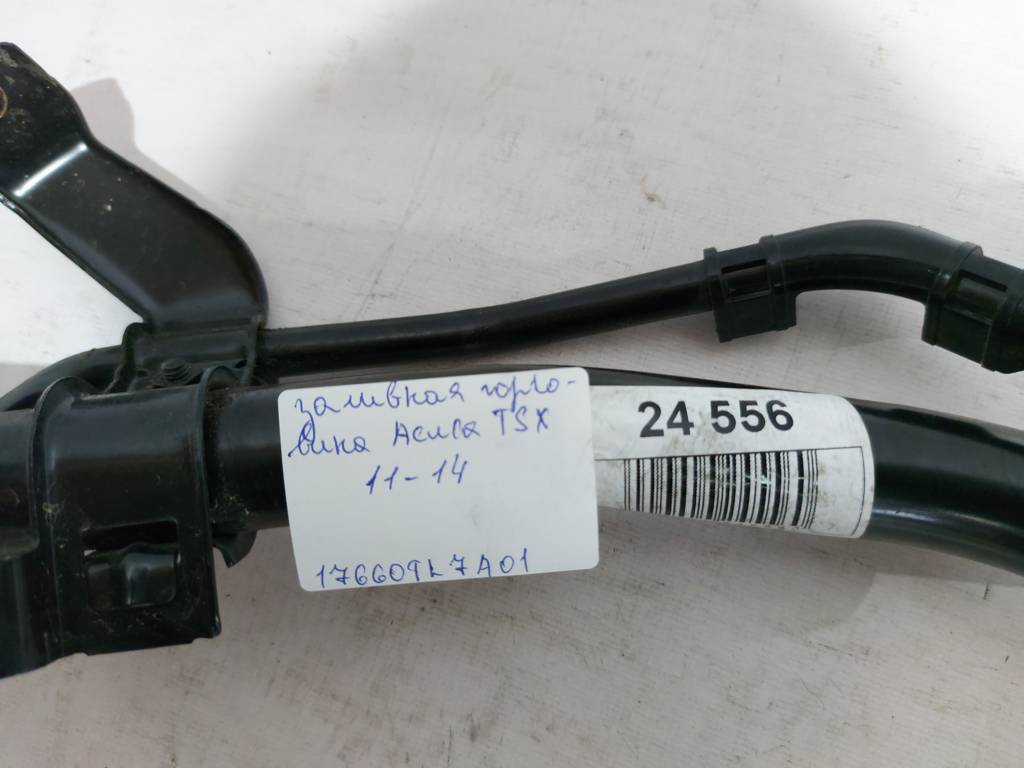 заливная горло-
вина Acura TSX
11-14
17660TL7A01
24 556